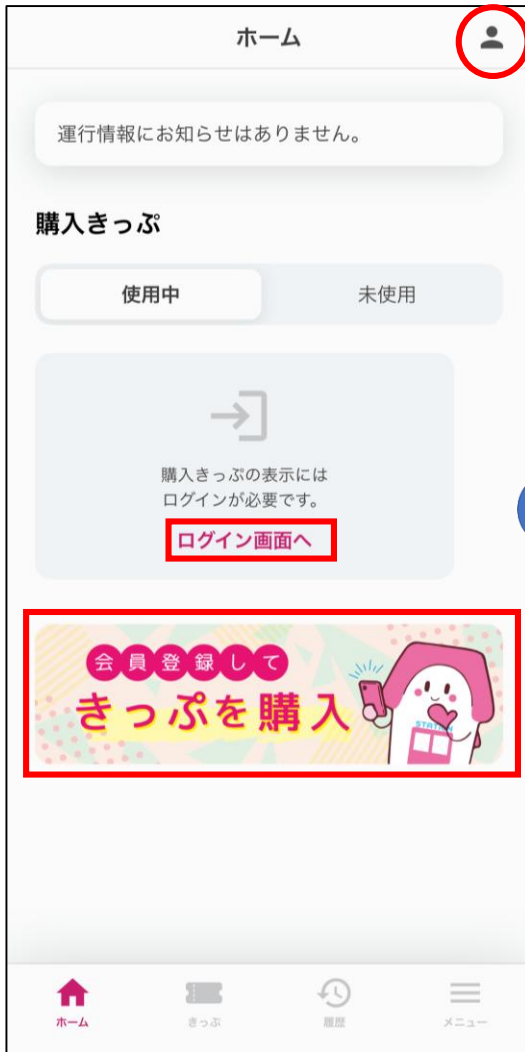 ホーム
運行情報にお知らせはありません。
購入きっぷ
使用中
未使用
購入きっぷの表示には
ログインが必要です。
ログイン画面へ
会員登録して
きっぷを購入
STATION
ホーム
きっぷ
履歴
メニュー